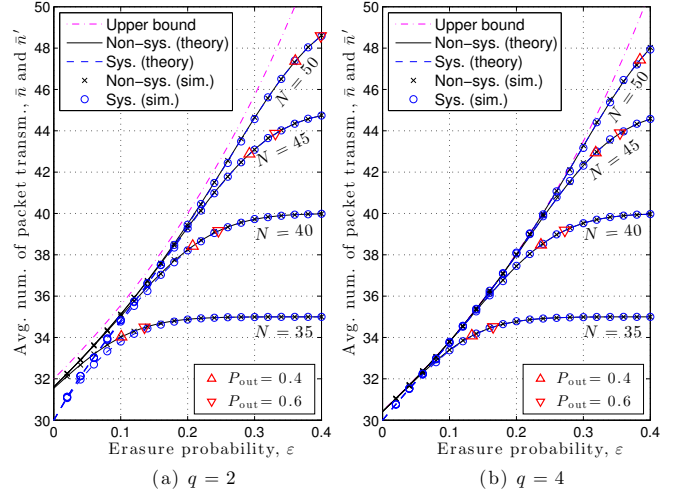 Avg. num. of packet transm., n̄ and n̄′
50
48
46
44
42
40
38
36
34
32
30
Upper bound
Non-sys. (theory)
Sys. (theory)
Non-sys. (sim.)
Sys. (sim.)
N = 50
N = 45
N = 40
N = 35
P_out = 0.4
P_out = 0.6
0 0.1 0.2 0.3 0.4
Erasure probability, ε
(a) q = 2
Avg. num. of packet transm., n̄ and n̄′
50
48
46
44
42
40
38
36
34
32
30
Upper bound
Non-sys. (theory)
Sys. (theory)
Non-sys. (sim.)
Sys. (sim.)
N = 50
N = 45
N = 40
N = 35
P_out = 0.4
P_out = 0.6
0 0.1 0.2 0.3 0.4
Erasure probability, ε
(b) q = 4